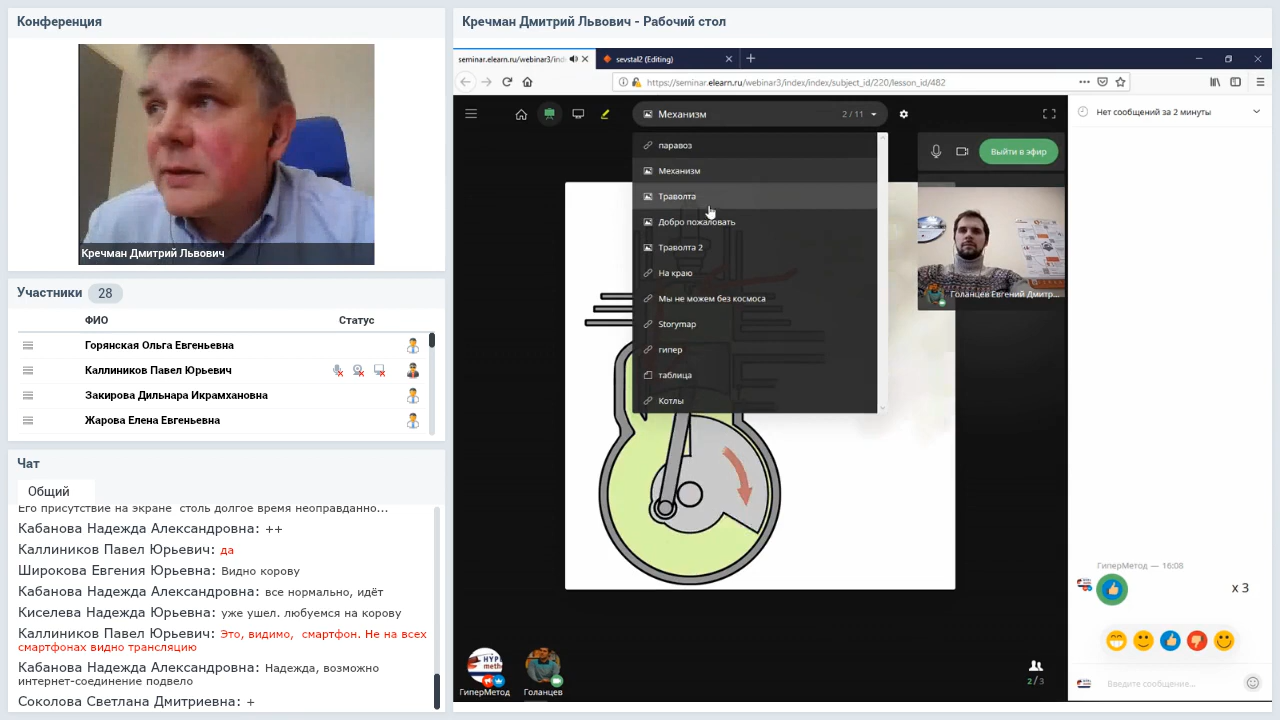 Конференция
Кречман Дмитрий Львович
Участники 28
ФИО Статус
Горянская Ольга Евгеньевна
Каллиников Павел Юрьевич
Закирова Дильнара Икрамхановна
Жарова Елена Евгеньевна
Чат
Общий
Его присутствие на экране столь долгое время неоправданно...
Кабанова Надежда Александровна: ++
Каллиников Павел Юрьевич: да
Широкова Евгения Юрьевна: Видно корову
Кабанова Надежда Александровна: все нормально, идёт
Киселева Надежда Юрьевна: уже ушел. любуемся на корову
Каллиников Павел Юрьевич: Это, видимо, смартфон. Не на всех
смартфонах видно трансляцию
Кабанова Надежда Александровна: Надежда, возможно
интернет-соединение подвело
Соколова Светлана Дмитриевна: +
Кречман Дмитрий Львович - Рабочий стол
seminar.elearn.ru/webinar3/ind
sevstal2 (Editing)
https://seminar.elearn.ru/webinar3/index/index/subject_id/220/lesson_id/482
Механизм 2 / 11
паравоз
Механизм
Траволта
Добро пожаловать
Траволта 2
На краю
Мы не можем без космоса
Storymap
гипер
таблица
Котлы
Выйти в эфир
Голанцев Евгений Дмитр...
ГиперМетод
Голанцев
2 / 3
Нет сообщений за 2 минуты
ГиперМетод — 16:08
x 3
Введите сообщение...